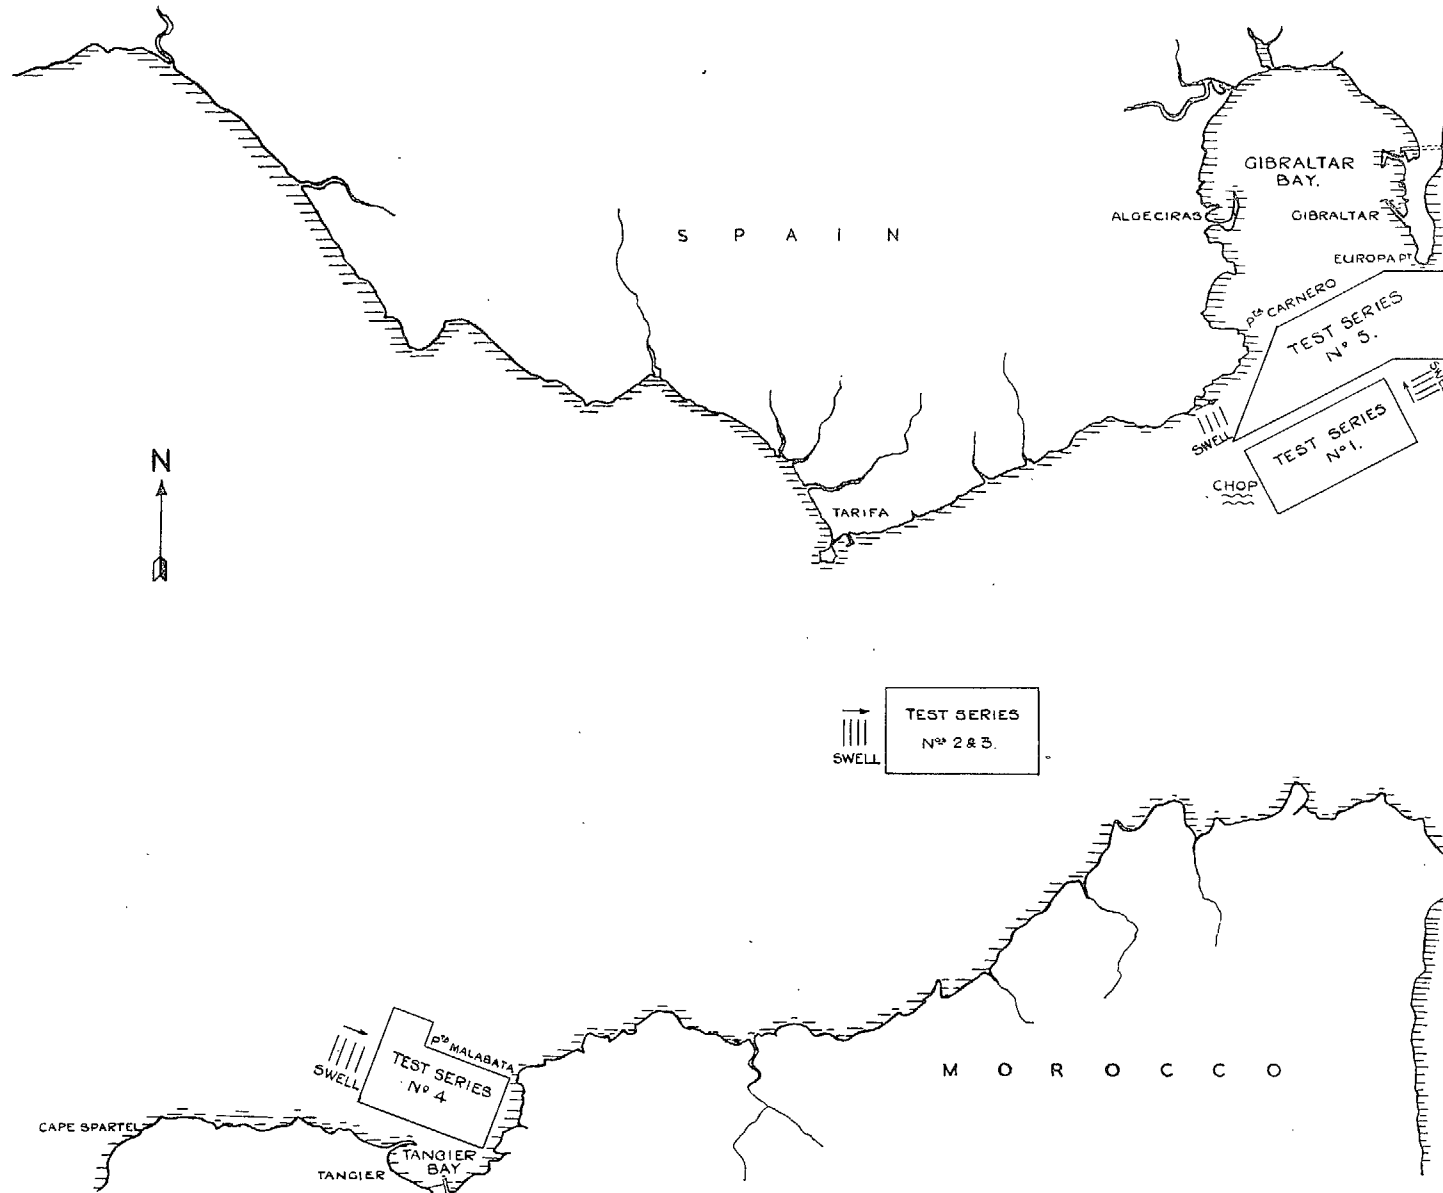 GIBRALTAR
BAY.
ALGECIRAS
GIBRALTAR
SPAIN
EUROPA PT
Pta CARNERO
TEST SERIES
No 5.
SWELL
TEST SERIES
No 1.
SWELL
CHOP
N
TARIFA
TEST SERIES
Nos 2 & 3.
SWELL
Pta MALABATA
TEST SERIES
No 4
SWELL
MOROCCO
CAPE SPARTEL
TANGIER
BAY
TANGIER